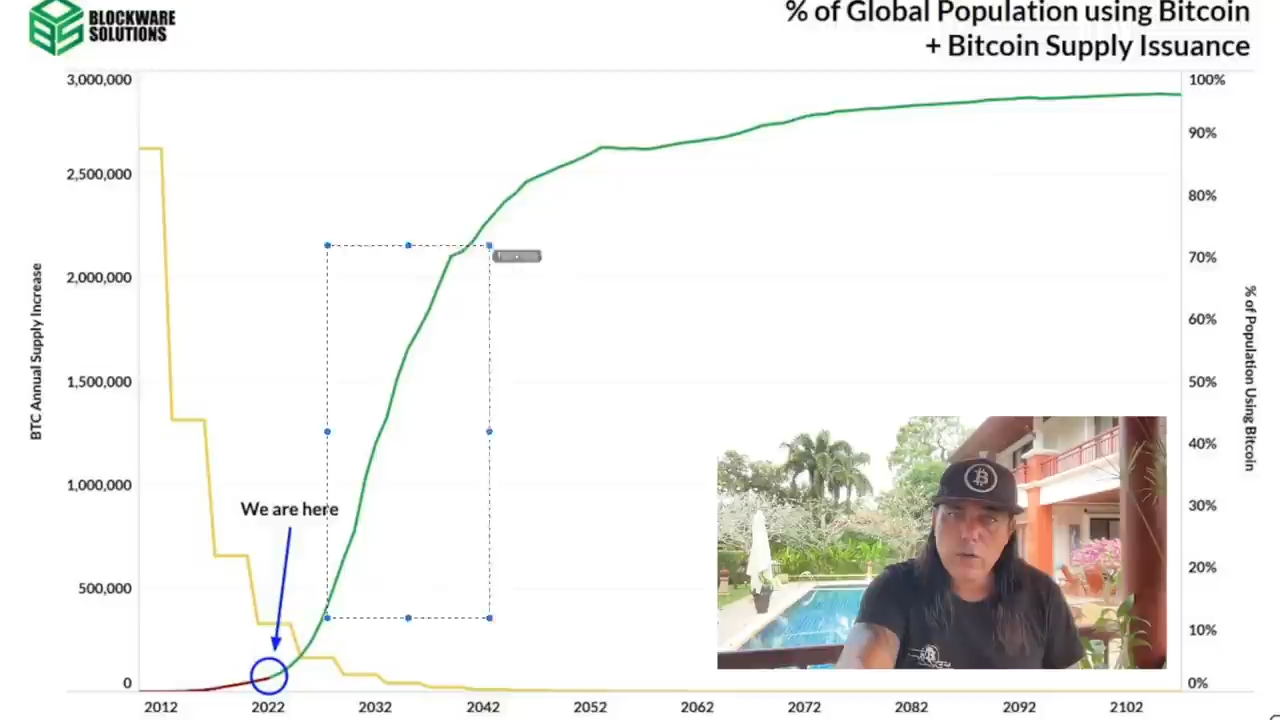 BLOCKWARE
SOLUTIONS
% of Global Population using Bitcoin
+ Bitcoin Supply Issuance
3,000,000
2,500,000
2,000,000
1,500,000
1,000,000
500,000
0
BTC Annual Supply Increase
100%
90%
80%
70%
60%
50%
40%
30%
20%
10%
0%
% of Population Using Bitcoin
We are here
2012 2022 2032 2042 2052 2062 2072 2082 2092 2102